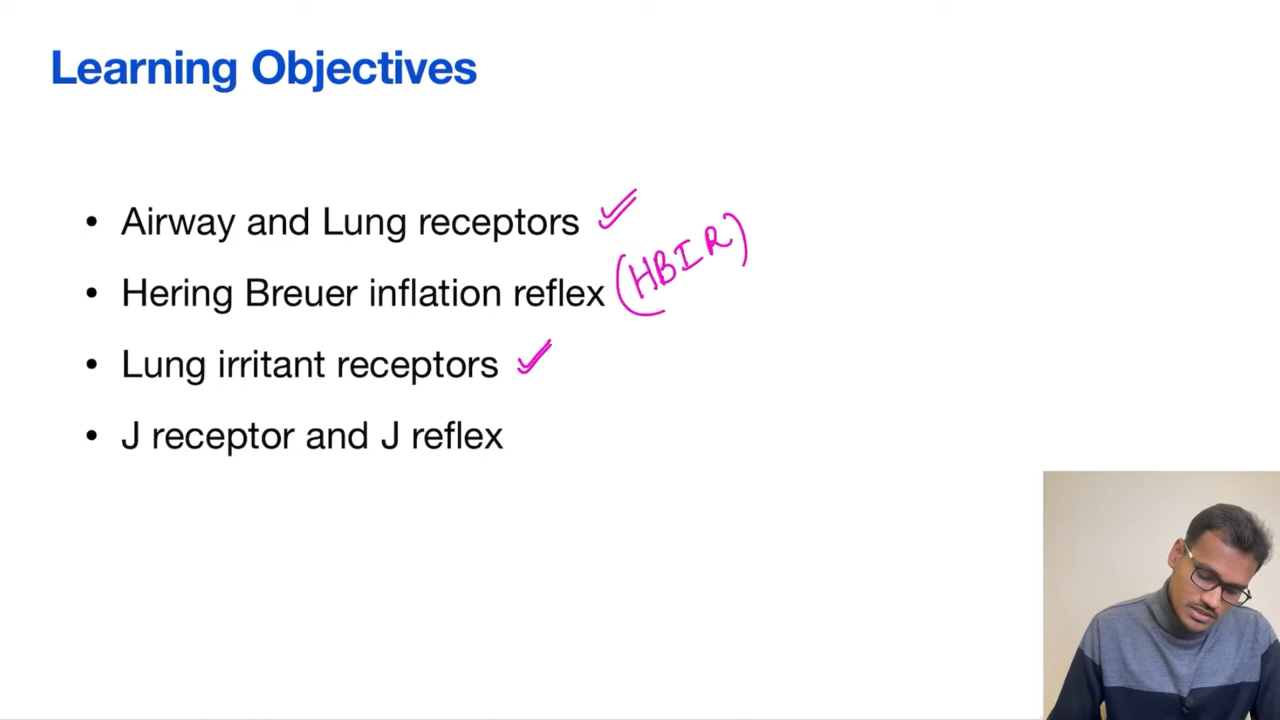 Learning Objectives
• Airway and Lung receptors
• Hering Breuer inflation reflex (HBIR)
• Lung irritant receptors
• J receptor and J reflex